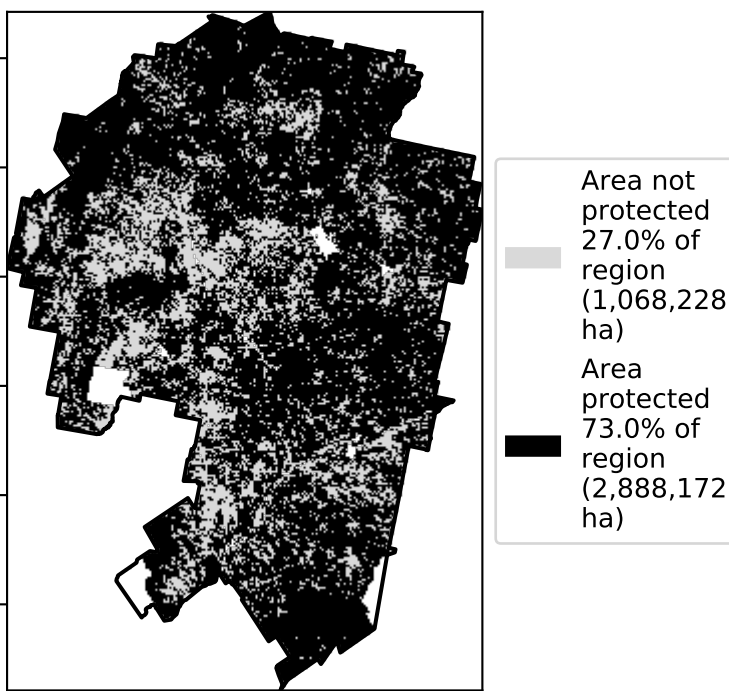 Area not
protected
27.0% of
region
(1,068,228
ha)
Area
protected
73.0% of
region
(2,888,172
ha)